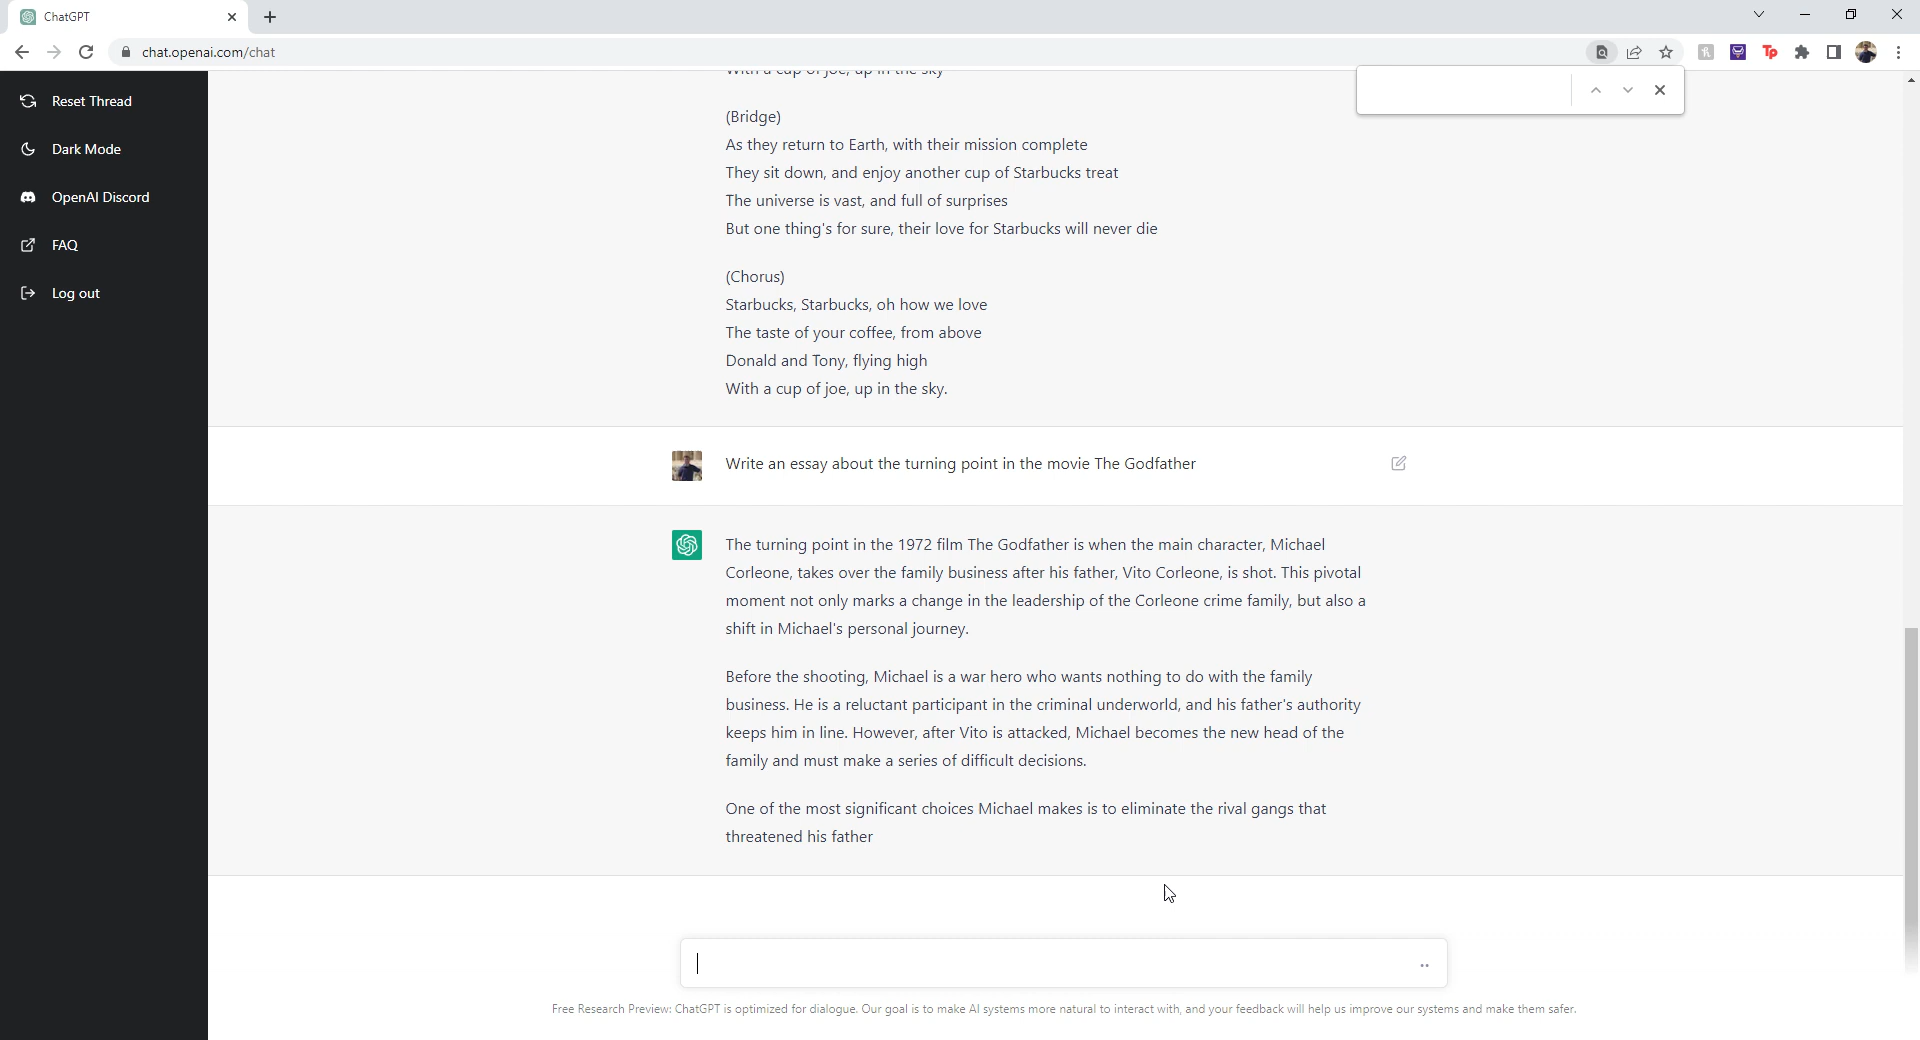 ChatGPT
chat.openai.com/chat
Tp
Reset Thread
Dark Mode
OpenAI Discord
FAQ
Log out
With a cup of joe, up in the sky
(Bridge)
As they return to Earth, with their mission complete
They sit down, and enjoy another cup of Starbucks treat
The universe is vast, and full of surprises
But one thing's for sure, their love for Starbucks will never die
(Chorus)
Starbucks, Starbucks, oh how we love
The taste of your coffee, from above
Donald and Tony, flying high
With a cup of joe, up in the sky.
Write an essay about the turning point in the movie The Godfather
The turning point in the 1972 film The Godfather is when the main character, Michael
Corleone, takes over the family business after his father, Vito Corleone, is shot. This pivotal
moment not only marks a change in the leadership of the Corleone crime family, but also a
shift in Michael's personal journey.
Before the shooting, Michael is a war hero who wants nothing to do with the family
business. He is a reluctant participant in the criminal underworld, and his father's authority
keeps him in line. However, after Vito is attacked, Michael becomes the new head of the
family and must make a series of difficult decisions.
One of the most significant choices Michael makes is to eliminate the rival gangs that
threatened his father
Free Research Preview: ChatGPT is optimized for dialogue. Our goal is to make AI systems more natural to interact with, and your feedback will help us improve our systems and make them safer.